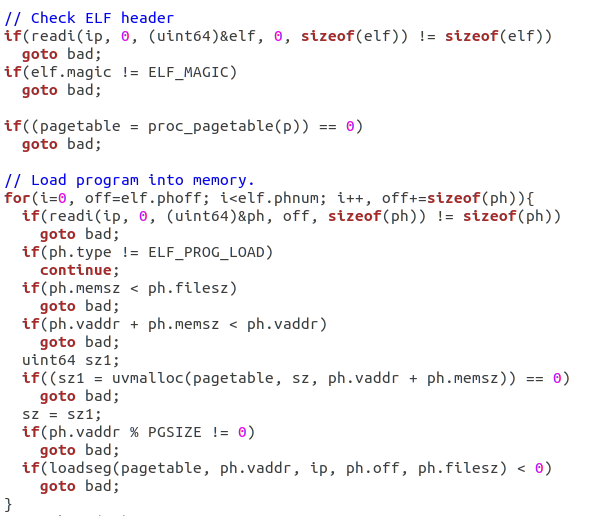 // Check ELF header
if(readi(ip, 0, (uint64)&elf, 0, sizeof(elf)) != sizeof(elf))
  goto bad;
if(elf.magic != ELF_MAGIC)
  goto bad;

if((pagetable = proc_pagetable(p)) == 0)
  goto bad;

// Load program into memory.
for(i=0, off=elf.phoff; i<elf.phnum; i++, off+=sizeof(ph)){
  if(readi(ip, 0, (uint64)&ph, off, sizeof(ph)) != sizeof(ph))
    goto bad;
  if(ph.type != ELF_PROG_LOAD)
    continue;
  if(ph.memsz < ph.filesz)
    goto bad;
  if(ph.vaddr + ph.memsz < ph.vaddr)
    goto bad;
  uint64 sz1;
  if((sz1 = uvmalloc(pagetable, sz, ph.vaddr + ph.memsz)) == 0)
    goto bad;
  sz = sz1;
  if(ph.vaddr % PGSIZE != 0)
    goto bad;
  if(loadseg(pagetable, ph.vaddr, ip, ph.off, ph.filesz) < 0)
    goto bad;
}